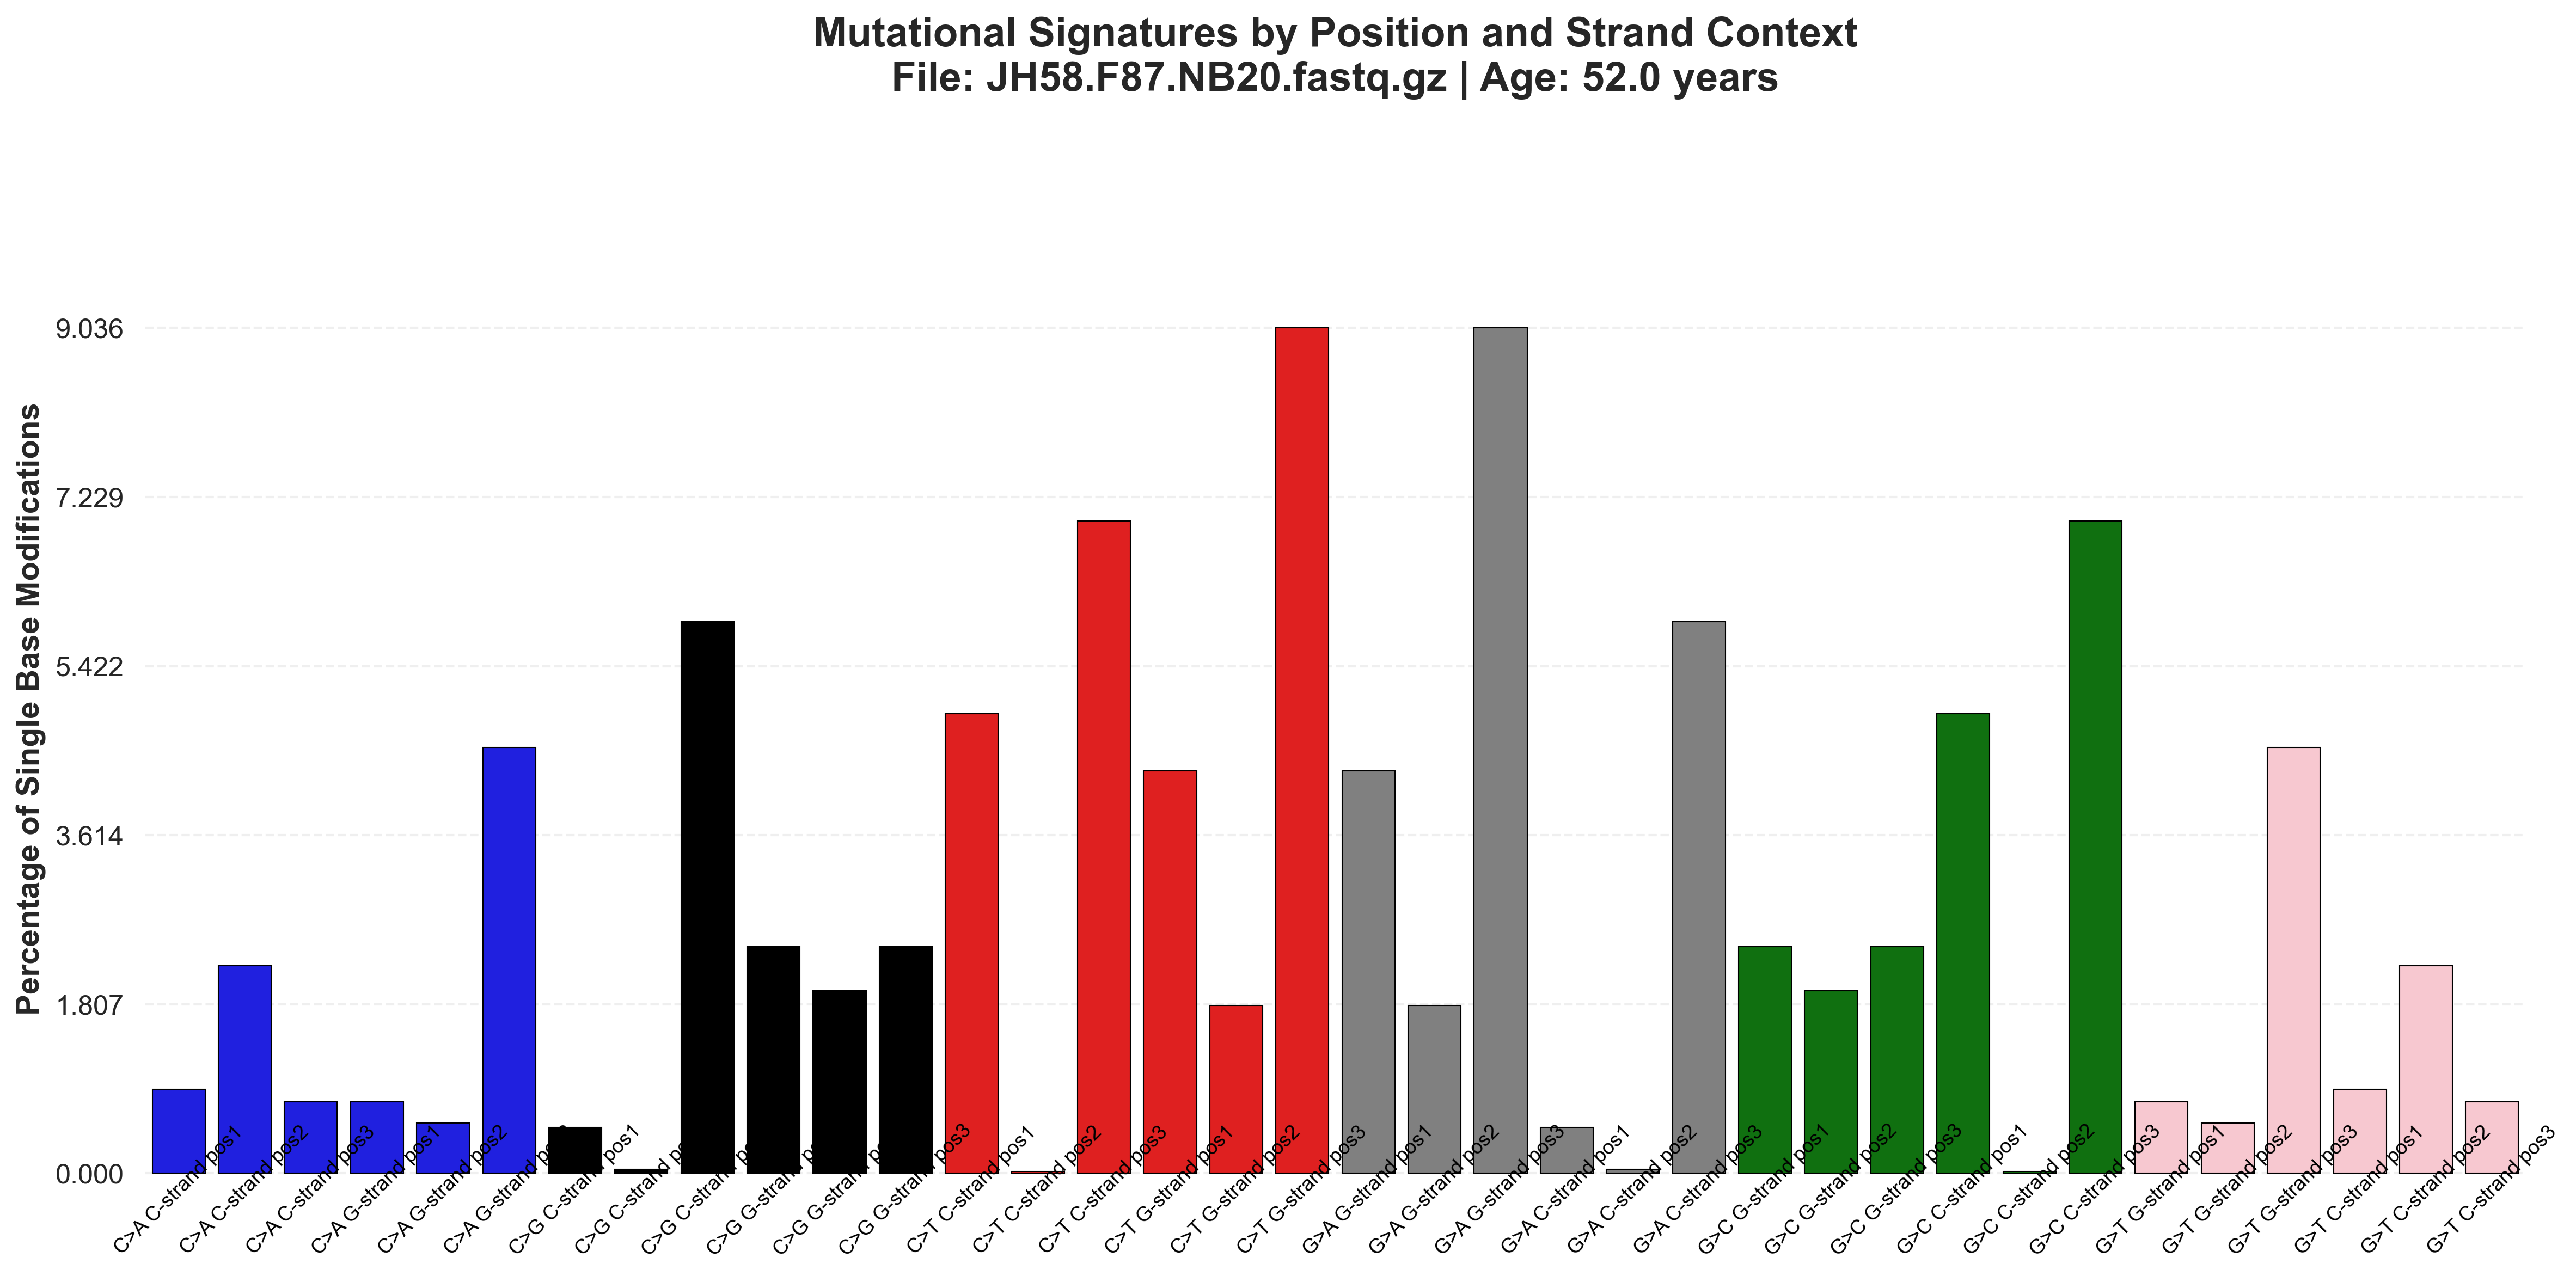 Mutational Signatures by Position and Strand Context
File: JH58.F87.NB20.fastq.gz | Age: 52.0 years
Percentage of Single Base Modifications
9.036
7.229
5.422
3.614
1.807
0.000
C>A C-strand pos1
C>A C-strand pos2
C>A C-strand pos3
C>A G-strand pos1
C>A G-strand pos2
C>A G-strand
C>G C-strand pos1
C>G C-strand
C>G C-strand
C>G G-strand
C>G G-strand
C>G G-strand pos3
C>T C-strand pos1
C>T C-strand pos2
C>T C-strand pos3
C>T G-strand pos1
C>T G-strand pos2
C>T G-strand pos3
G>A G-strand pos1
G>A G-strand pos2
G>A G-strand pos3
G>A C-strand pos1
G>A C-strand pos2
G>A C-strand pos3
G>C G-strand pos1
G>C G-strand pos2
G>C G-strand pos3
G>C C-strand pos1
G>C C-strand pos2
G>C C-strand pos3
G>T G-strand pos1
G>T G-strand pos2
G>T G-strand pos3
G>T C-strand pos1
G>T C-strand pos2
G>T C-strand pos3